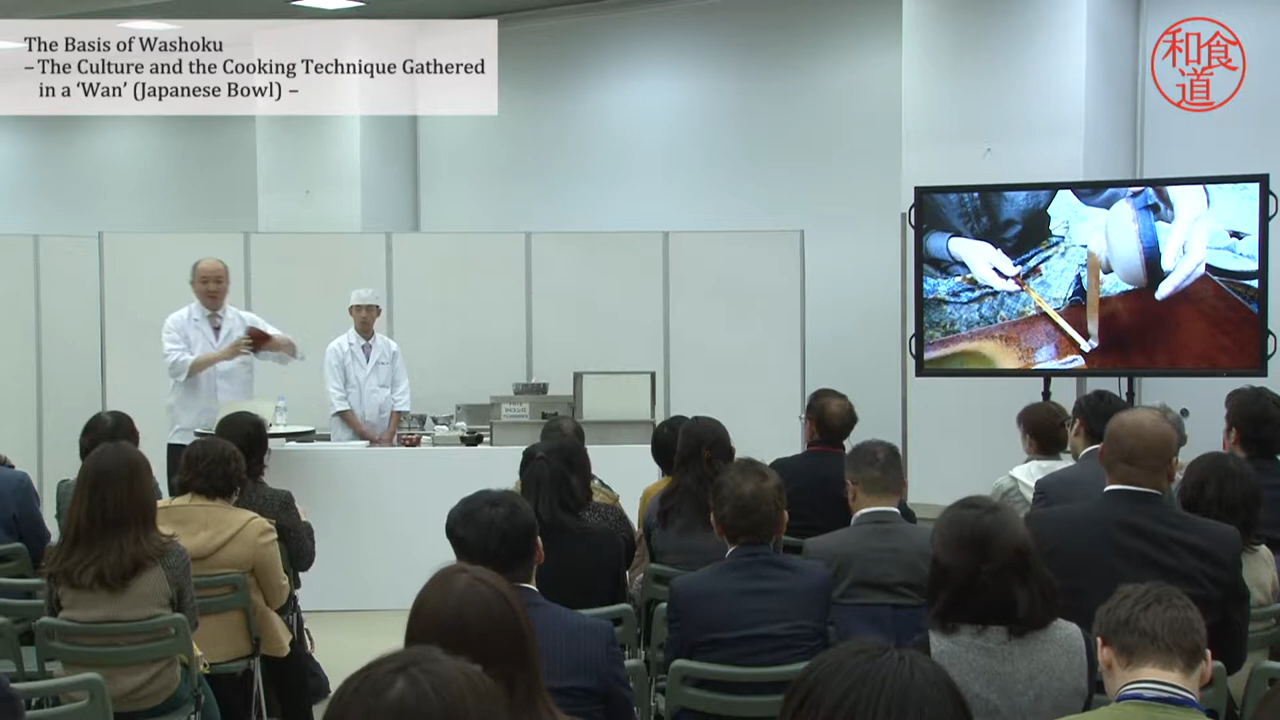 The Basis of Washoku
– The Culture and the Cooking Technique Gathered
in a ‘Wan’ (Japanese Bowl) –
和食
道